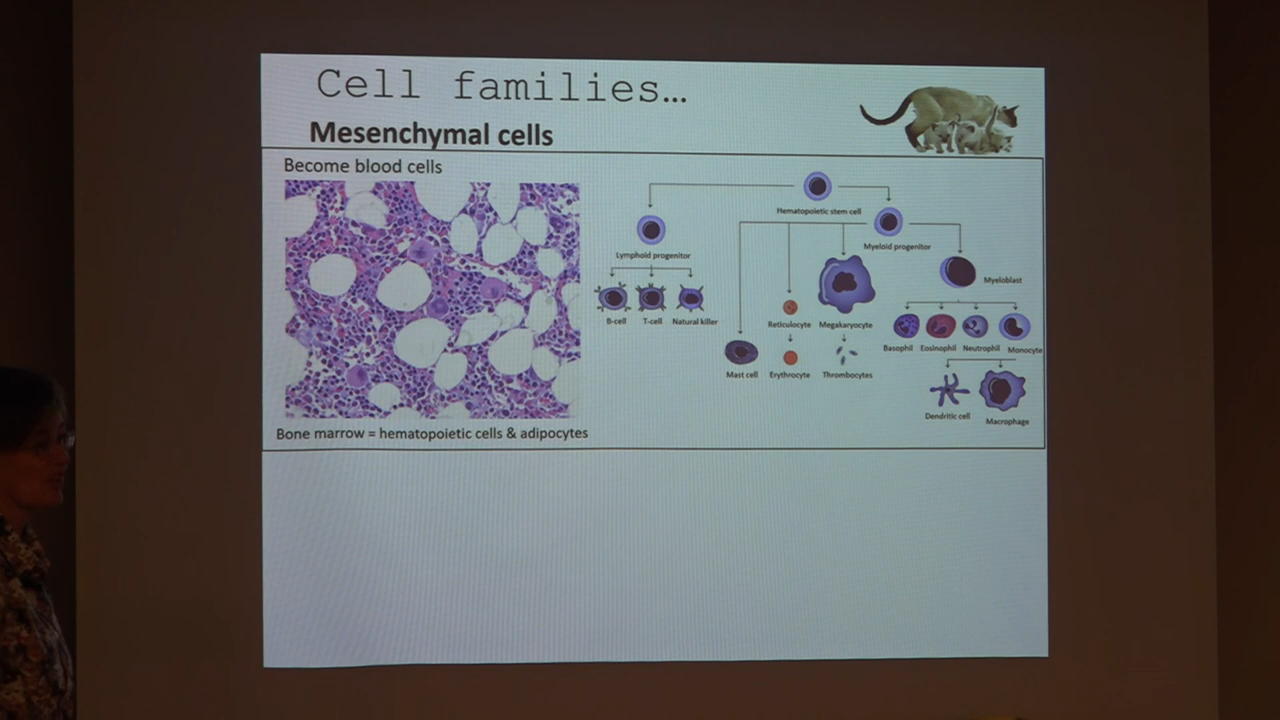 Cell families…
Mesenchymal cells
Become blood cells
Hematopoietic stem cell
Lymphoid progenitor
Myeloid progenitor
Myeloblast
B-cell
T-cell
Natural killer
Reticulocyte
Megakaryocyte
Basophil
Eosinophil
Neutrophil
Monocyte
Mast cell
Erythrocyte
Thrombocytes
Dendritic cell
Macrophage
Bone marrow = hematopoietic cells & adipocytes